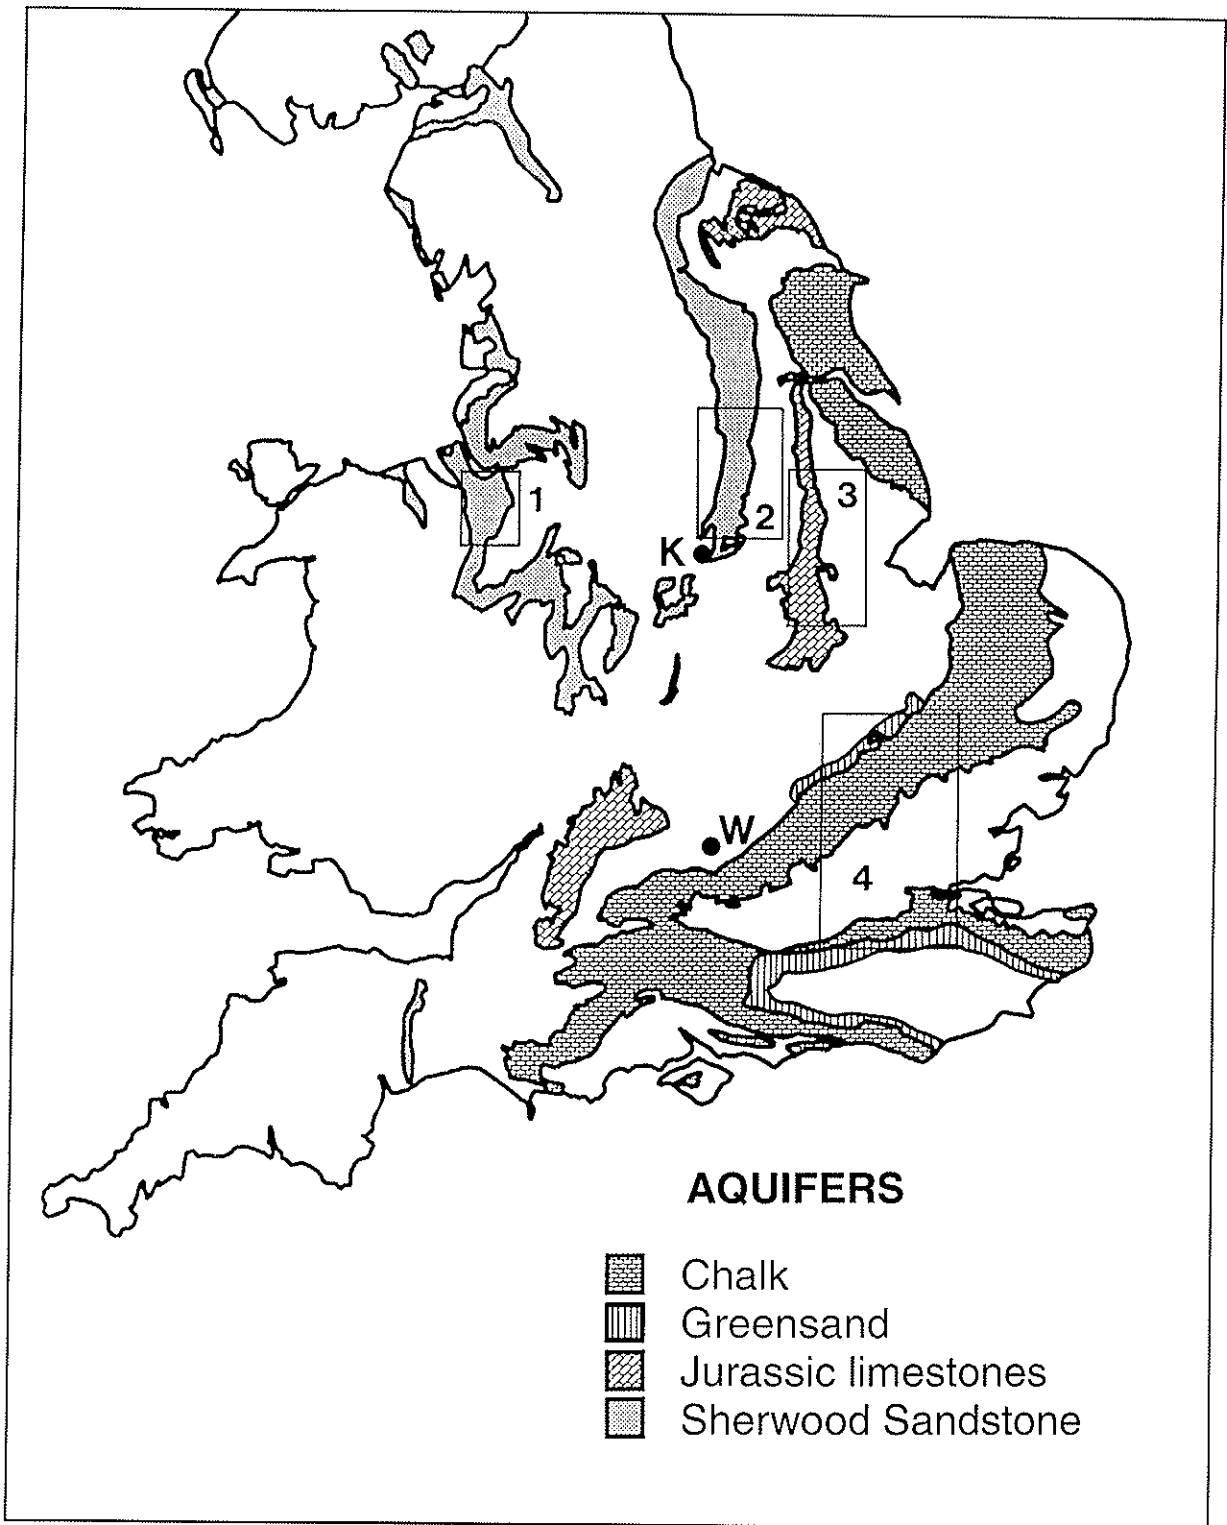 1
2
3
K
W
4
AQUIFERS
Chalk
Greensand
Jurassic limestones
Sherwood Sandstone